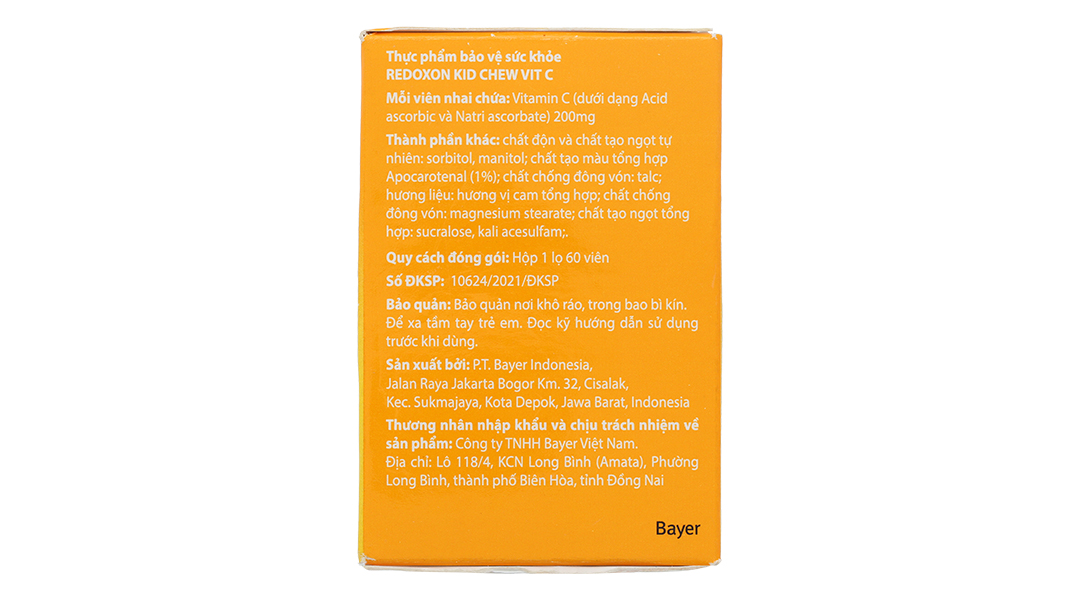 Thực phẩm bảo vệ sức khỏe
REDOXON KID CHEW VIT C
Mỗi viên nhai chứa: Vitamin C (dưới dạng Acid
ascorbic và Natri ascorbate) 200mg
Thành phần khác: chất độn và chất tạo ngọt tự
nhiên: sorbitol, manitol; chất tạo màu tổng hợp
Apocarotenal (1%); chất chống đông vón: talc;
hương liệu: hương vị cam tổng hợp; chất chống
đông vón: magnesium stearate; chất tạo ngọt tổng
hợp: sucralose, kali acesulfam;.
Quy cách đóng gói: Hộp 1 lọ 60 viên
Số ĐKSP: 10624/2021/ĐKSP
Bảo quản: Bảo quản nơi khô ráo, trong bao bì kín.
Để xa tầm tay trẻ em. Đọc kỹ hướng dẫn sử dụng
trước khi dùng.
Sản xuất bởi: P.T. Bayer Indonesia,
Jalan Raya Jakarta Bogor Km. 32, Cisalak,
Kec. Sukmajaya, Kota Depok, Jawa Barat, Indonesia
Thương nhân nhập khẩu và chịu trách nhiệm về
sản phẩm: Công ty TNHH Bayer Việt Nam.
Địa chỉ: Lô 118/4, KCN Long Bình (Amata), Phường
Long Bình, thành phố Biên Hòa, tỉnh Đồng Nai
Bayer